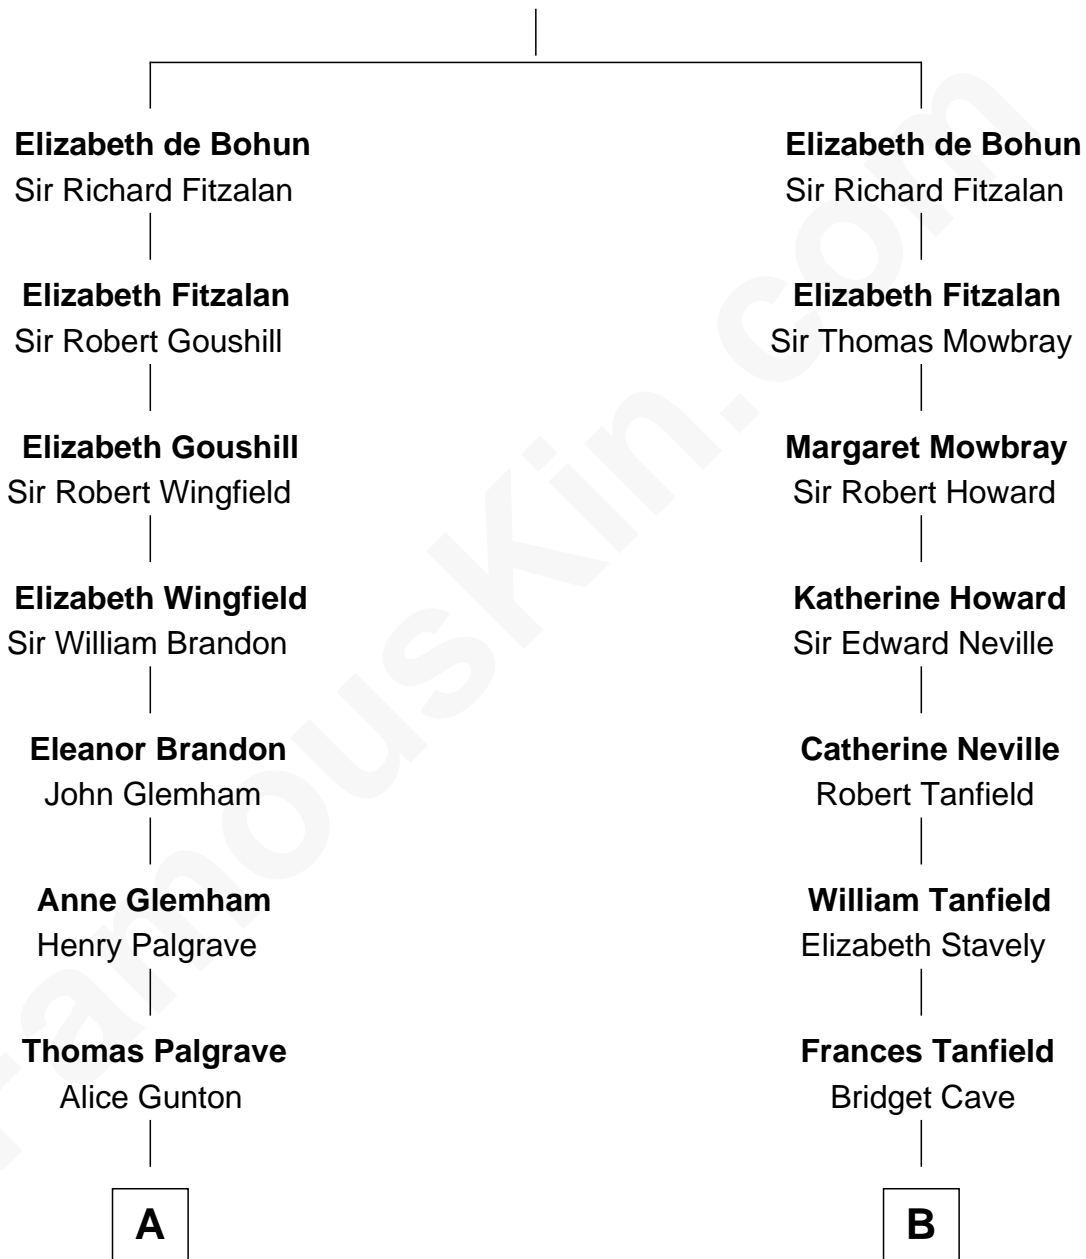 Elizabeth de Bohun
Sir Richard Fitzalan
Elizabeth Fitzalan
Sir Robert Goushill
Elizabeth Goushill
Sir Robert Wingfield
Elizabeth Wingfield
Sir William Brandon
Eleanor Brandon
John Glemham
Anne Glemham
Henry Palgrave
Thomas Palgrave
Alice Gunton
A
Elizabeth de Bohun
Sir Richard Fitzalan
Elizabeth Fitzalan
Sir Thomas Mowbray
Margaret Mowbray
Sir Robert Howard
Katherine Howard
Sir Edward Neville
Catherine Neville
Robert Tanfield
William Tanfield
Elizabeth Stavely
Frances Tanfield
Bridget Cave
B
FamousKin.com